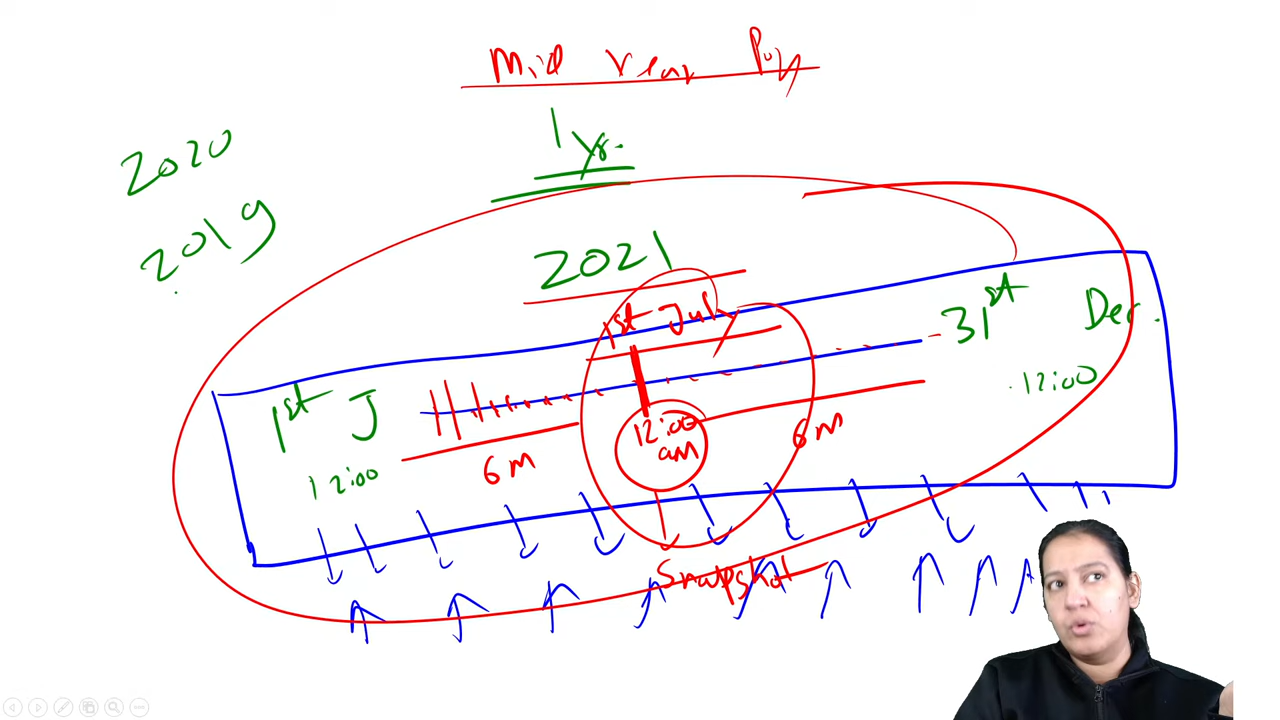 Mid Year Pop
1 Yr.
2020
2019
2021
1st July
31st Dec.
12:00
1st J
12:00
12:00
am
6m
6m
Snapshot